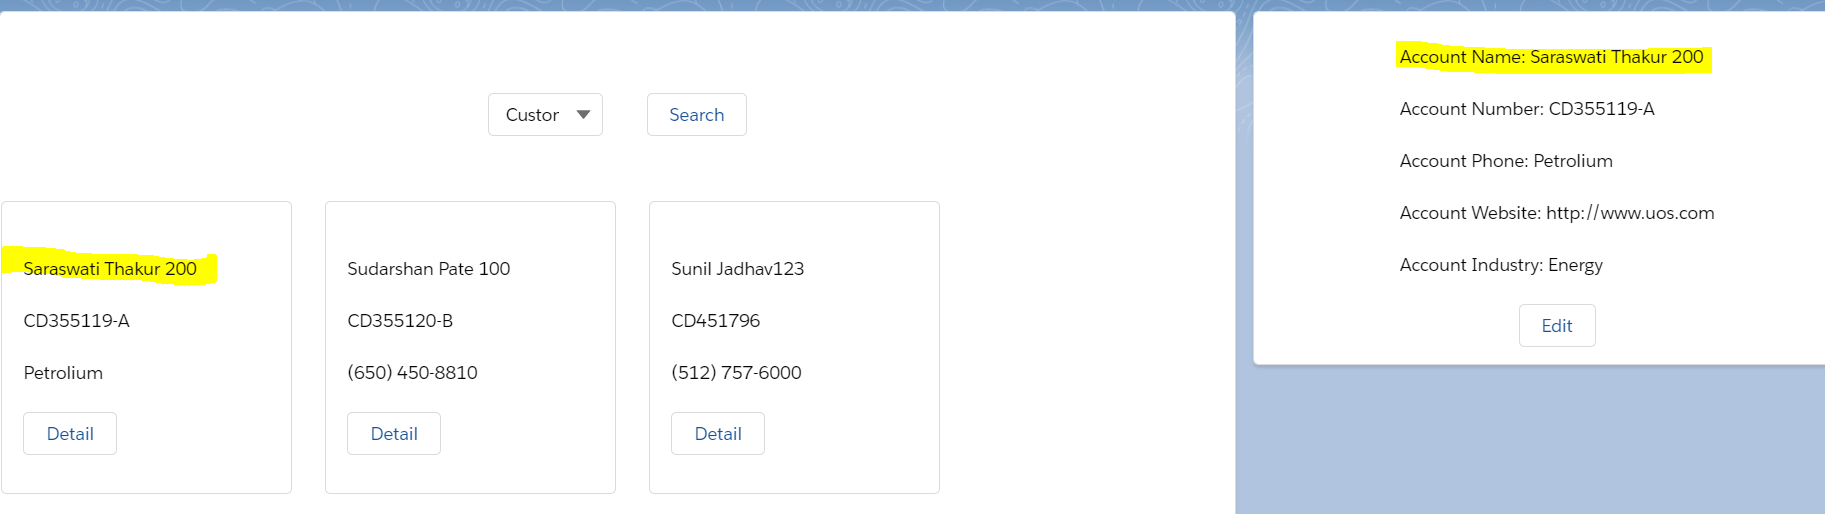 Custor
Search
Saraswati Thakur 200
CD355119-A
Petrolium
Detail
Sudarshan Pate 100
CD355120-B
(650) 450-8810
Detail
Sunil Jadhav123
CD451796
(512) 757-6000
Detail
Account Name: Saraswati Thakur 200
Account Number: CD355119-A
Account Phone: Petrolium
Account Website: http://www.uos.com
Account Industry: Energy
Edit